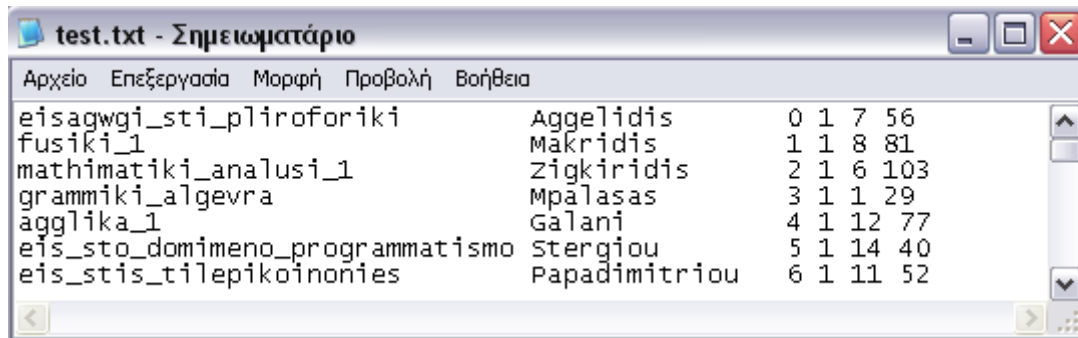 test.txt - Σημειωματάριο
Αρχείο Επεξεργασία Μορφή Προβολή Βοήθεια
eisagwgi_sti_pliroforiki Aggelidis 0 1 7 56
fusiki_1 Makridis 1 1 8 81
mathimatiki_analusi_1 Zigkiridis 2 1 6 103
grammiki_algevra Mpalasas 3 1 1 29
agglika_1 Galani 4 1 12 77
eis_sto_domimeno_programmatismo Stergiou 5 1 14 40
eis_stis_tilepikoinonies Papadimitriou 6 1 11 52